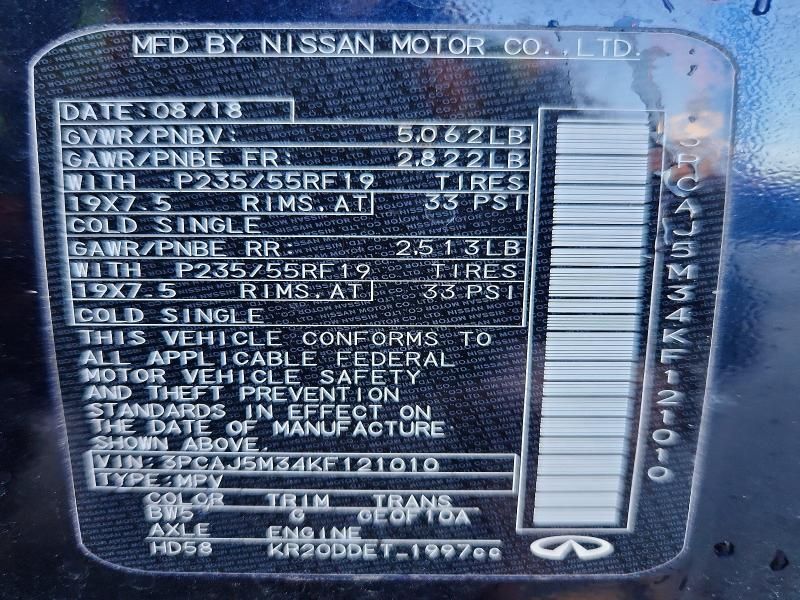 MFD BY NISSAN MOTOR CO.,LTD.
DATE:08/18
GVWR/PNBV: 5,062LB
GAWR/PNBE FR: 2,822LB
WITH P235/55RF19 TIRES
19X7.5 RIMS.AT 33 PSI
COLD SINGLE
GAWR/PNBE RR: 2,513LB
WITH P235/55RF19 TIRES
19X7.5 RIMS.AT 33 PSI
COLD SINGLE
THIS VEHICLE CONFORMS TO
ALL APPLICABLE FEDERAL
MOTOR VEHICLE SAFETY
AND THEFT PREVENTION
STANDARDS IN EFFECT ON
THE DATE OF MANUFACTURE
SHOWN ABOVE.
VIN:3PCAJ5M34KF121010
TYPE:MPV
COLOR TRIM TRANS
BW5 G GE0F10A
AXLE ENGINE
HD58 KR20DDET-1997cc
3PCAJ5M34KF121010